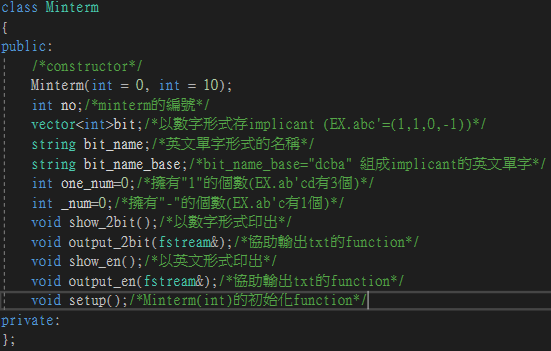 class Minterm
{
public:
/*constructor*/
Minterm(int = 0, int = 10);
int no;/*minterm的編號*/
vector<int>bit;/*以數字形式存implicant (EX.abc'=(1,1,0,-1))*/
string bit_name;/*英文單字形式的名稱*/
string bit_name_base;/*bit_name_base="dcba" 組成implicant的英文單字*/
int one_num=0;/*擁有"1"的個數(EX.ab'cd有3個)*/
int _num=0;/*擁有"-"的個數(EX.ab'c有1個)*/
void show_2bit();/*以數字形式印出*/
void output_2bit(fstream&);/*協助輸出txt的function*/
void show_en();/*以英文形式印出*/
void output_en(fstream&);/*協助輸出txt的function*/
void setup();/*Minterm(int)的初始化function*/
private:
};